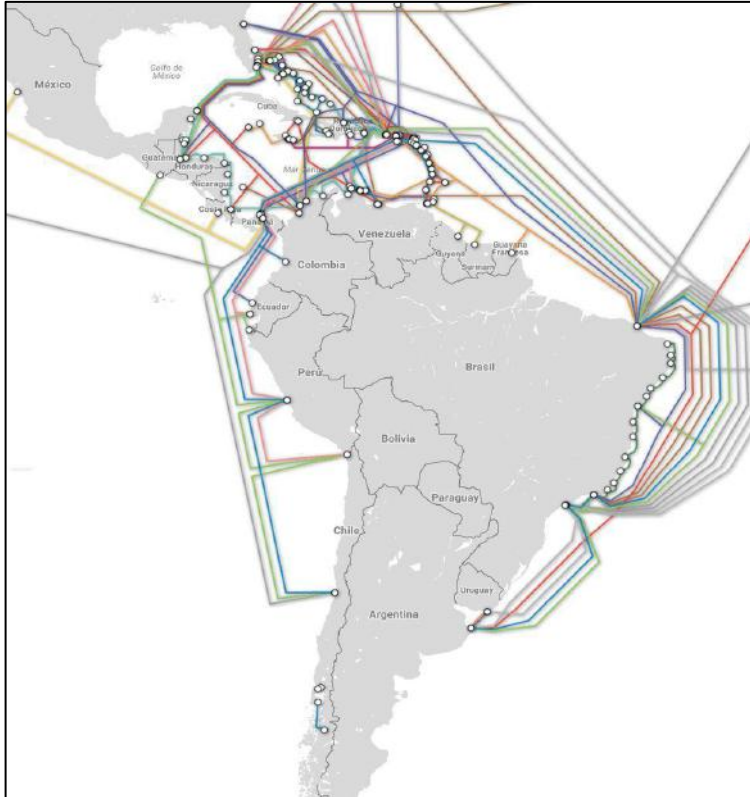 Golfo de
México
México
Cuba
Guatemala
Honduras
Nicaragua
Mar
Panamá
Venezuela
Guyana
Surinam
Guayana
Francesa
Colombia
Ecuador
Perú
Brasil
Bolivia
Paraguay
Chile
Uruguay
Argentina